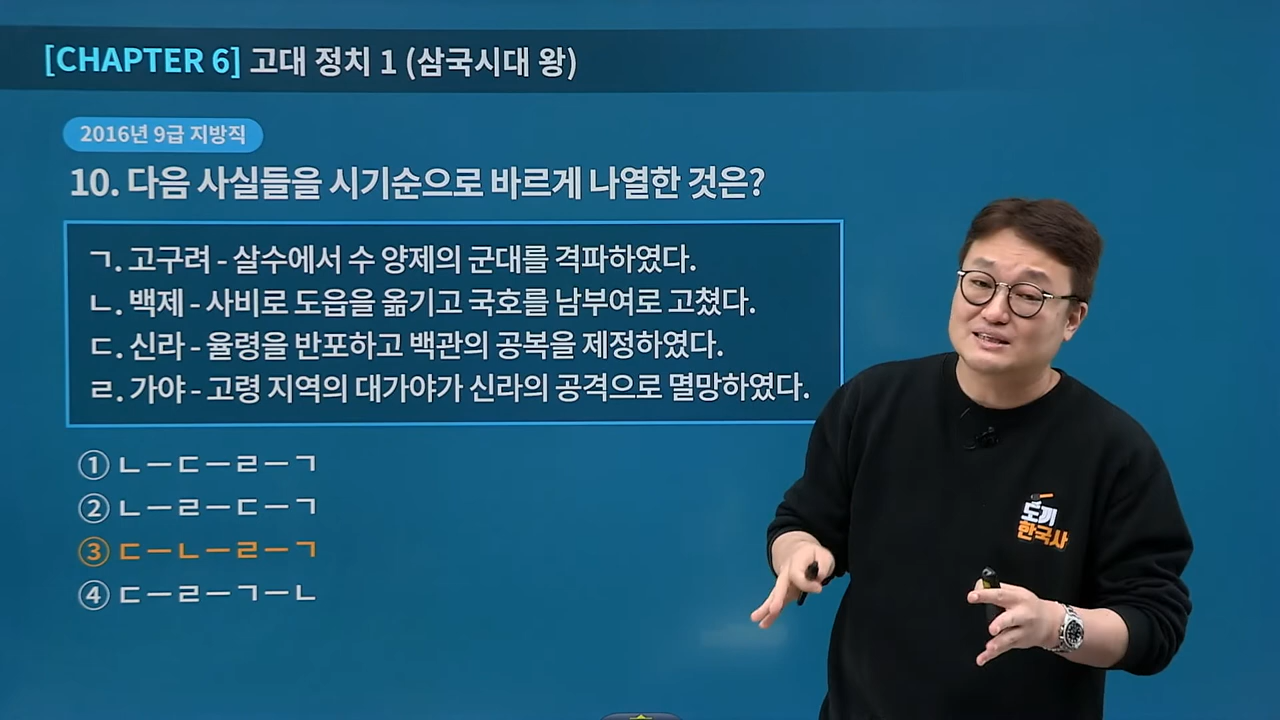 [CHAPTER 6] 고대 정치 1 (삼국시대 왕)
2016년 9급 지방직
10. 다음 사실들을 시기순으로 바르게 나열한 것은?
ㄱ. 고구려 - 살수에서 수 양제의 군대를 격파하였다.
ㄴ. 백제 - 사비로 도읍을 옮기고 국호를 남부여로 고쳤다.
ㄷ. 신라 - 율령을 반포하고 백관의 공복을 제정하였다.
ㄹ. 가야 - 고령 지역의 대가야가 신라의 공격으로 멸망하였다.
① ㄴ ㅡ ㄷ ㅡ ㄹ ㅡ ㄱ
② ㄴ ㅡ ㄹ ㅡ ㄷ ㅡ ㄱ
③ ㄷ ㅡ ㄴ ㅡ ㄹ ㅡ ㄱ
④ ㄷ ㅡ ㄹ ㅡ ㄱ ㅡ ㄴ
도끼
한국사